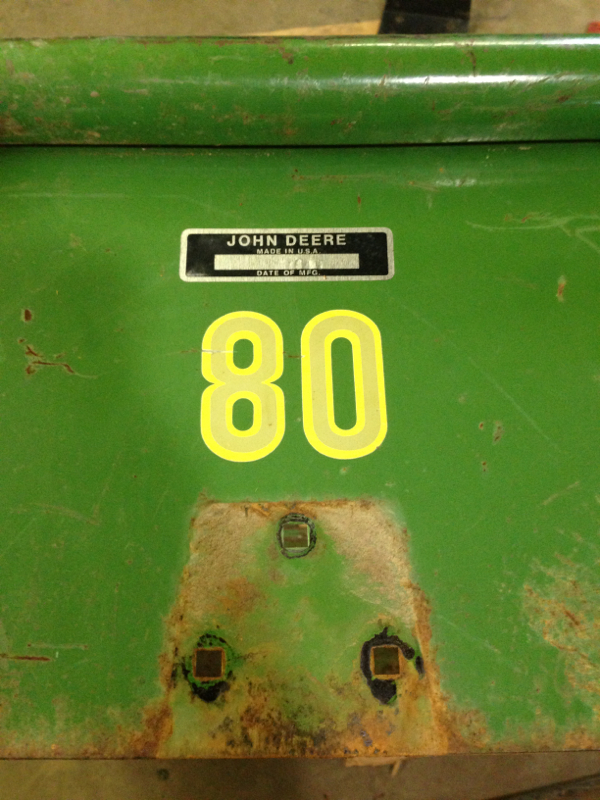 JOHN DEERE
MADE IN U.S.A.
DATE OF MFG.
80